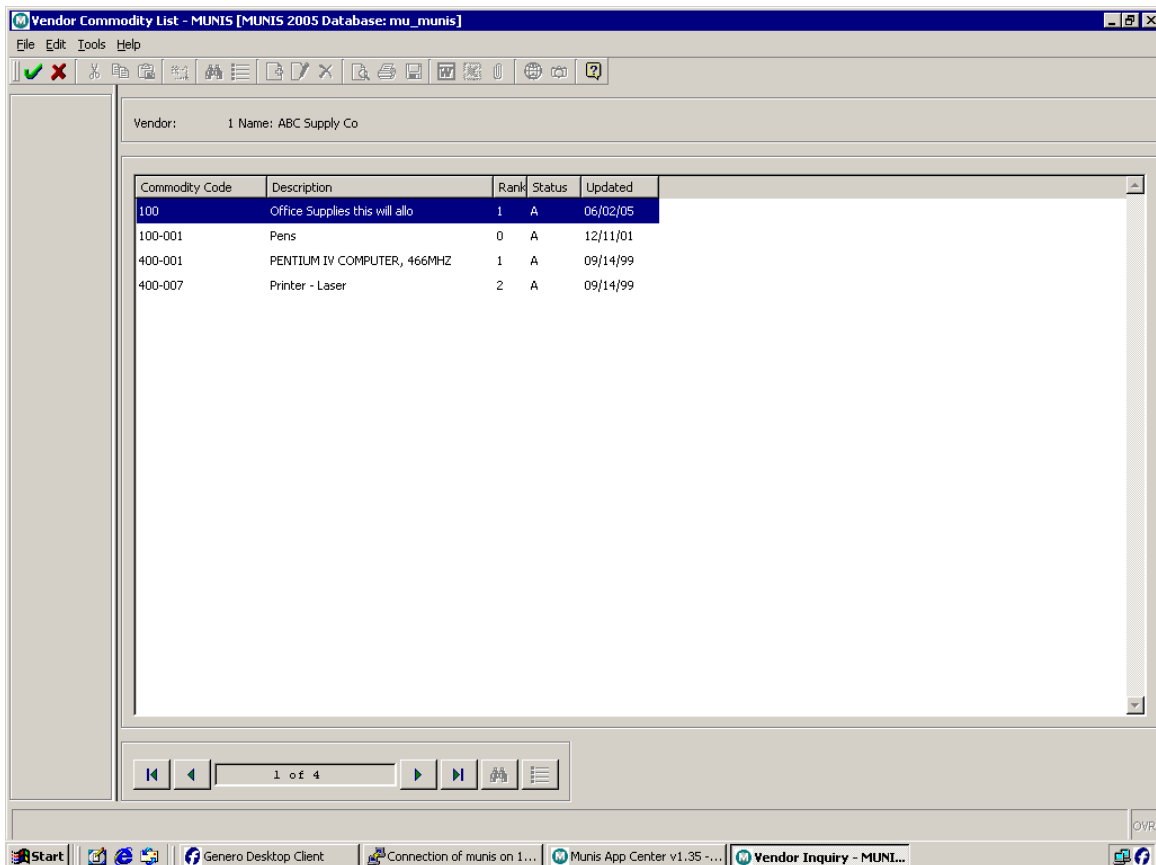 Vendor Commodity List - MUNIS [MUNIS 2005 Database: mu_munis]
File Edit Tools Help
Vendor: 1 Name: ABC Supply Co
Commodity Code Description Rank Status Updated
100 Office Supplies this will allo 1 A 06/02/05
100-001 Pens 0 A 12/11/01
400-001 PENTIUM IV COMPUTER, 466MHZ 1 A 09/14/99
400-007 Printer - Laser 2 A 09/14/99
1 of 4
OVR
Start Genero Desktop Client Connection of munis on 1... Munis App Center v1.35 -... Vendor Inquiry - MUNI...